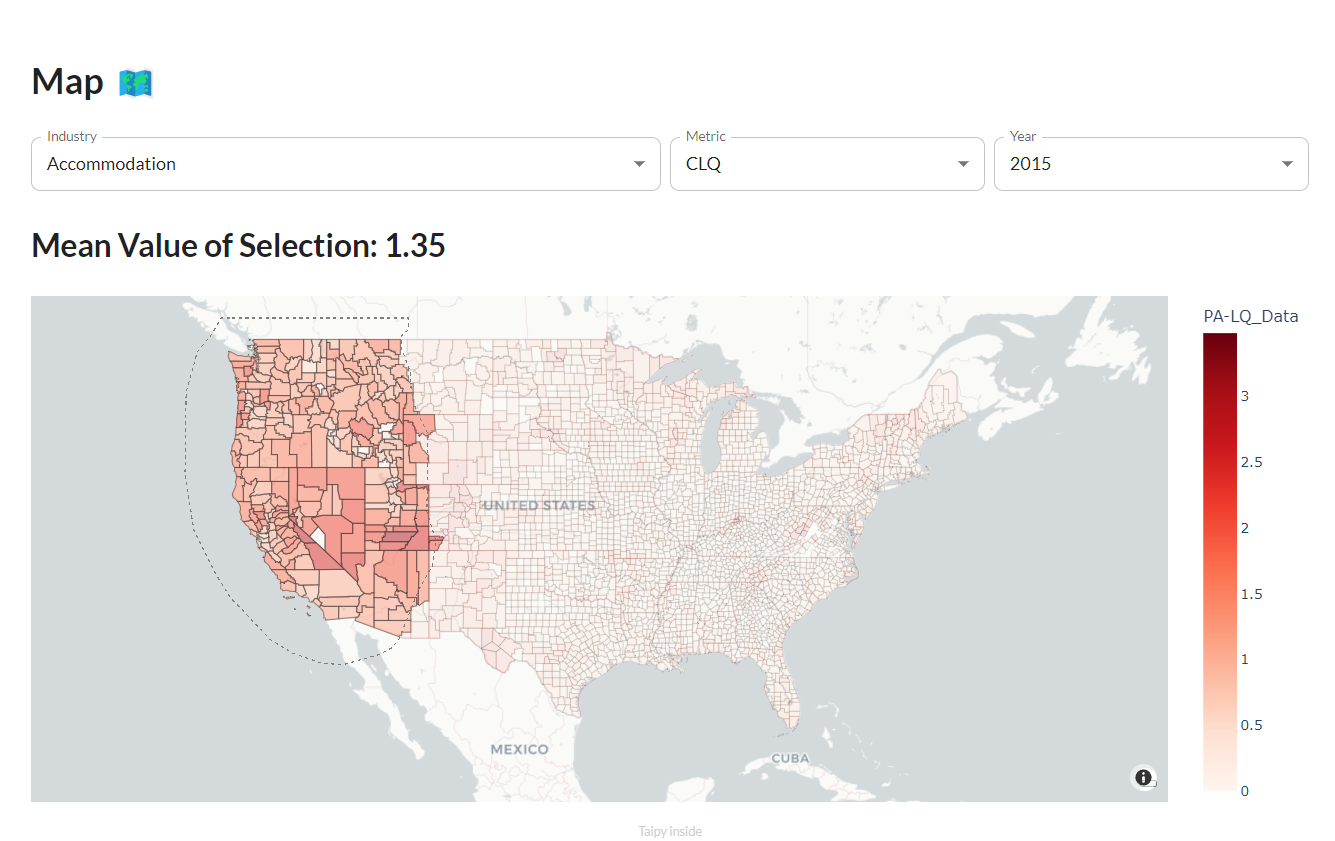 Map
Industry
Accommodation
Metric
CLQ
Year
2015
Mean Value of Selection: 1.35
UNITED STATES
MEXICO
CUBA
PA-LQ_Data
3
2.5
2
1.5
1
0.5
0
Taipy inside